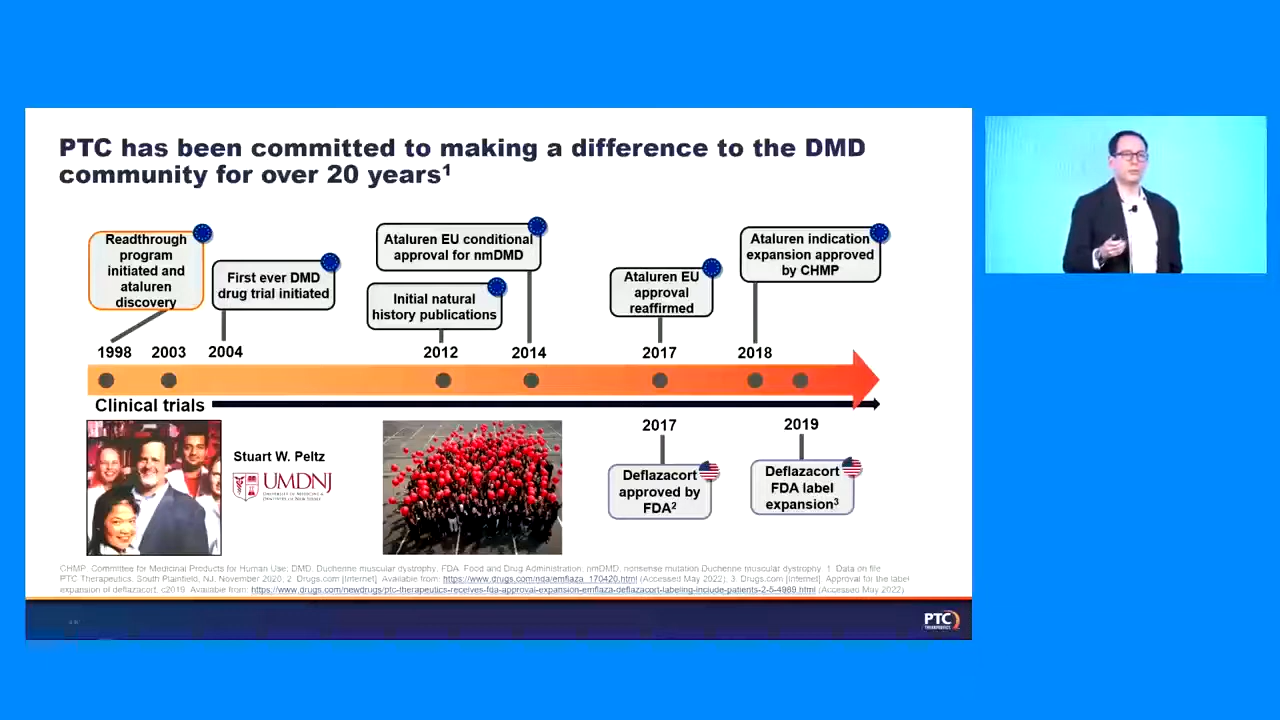 PTC has been committed to making a difference to the DMD
community for over 20 years¹
Readthrough
program
initiated and
ataluren
discovery
First ever DMD
drug trial initiated
Ataluren EU conditional
approval for nmDMD
Initial natural
history publications
Ataluren EU
approval
reaffirmed
Ataluren indication
expansion approved
by CHMP
1998 2003 2004 2012 2014 2017 2018
Clinical trials
Stuart W. Peltz
UMDNJ
UNIVERSITY OF MEDICINE &
DENTISTRY OF NEW JERSEY
2017
Deflazacort
approved by
FDA²
2019
Deflazacort
FDA label
expansion³
CHMP: Committee for Medicinal Products for Human Use; DMD: Duchenne muscular dystrophy; FDA: Food and Drug Administration; nmDMD: nonsense mutation Duchenne muscular dystrophy. 1. Data on file.
PTC Therapeutics, South Plainfield, NJ, November 2020; 2. Drugs.com [Internet]. Available from: https://www.drugs.com/nda/emflaza_170420.html (Accessed May 2022); 3. Drugs.com [Internet]. Approval for the label
expansion of deflazacort, c2019. Available from: https://www.drugs.com/newdrugs/ptc-therapeutics-receives-fda-approval-expansion-emflaza-deflazacort-labeling-include-patients-2-5-4989.html (Accessed May 2022)
PTC
THERAPEUTICS